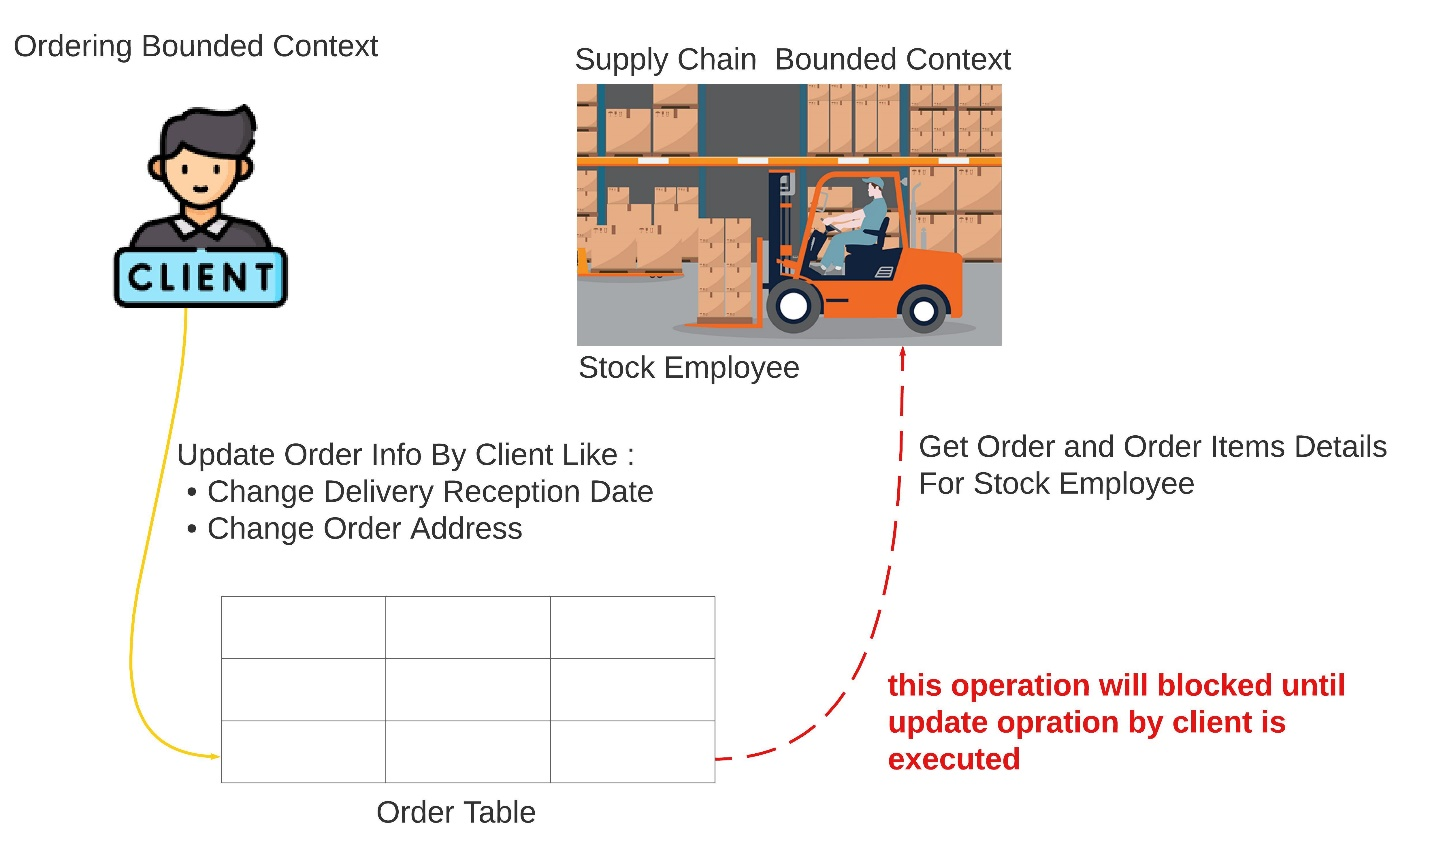 Ordering Bounded Context
Supply Chain  Bounded Context
CLIENT
Stock Employee
Update Order Info By Client Like :
• Change Delivery Reception Date
• Change Order Address
Get Order and Order Items Details
For Stock Employee
this operation will blocked until
update opration by client is
executed
Order Table